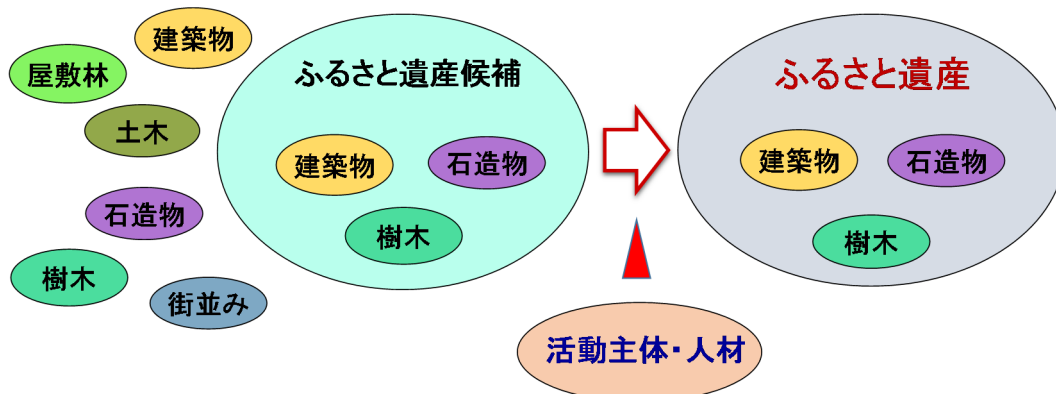 建築物
屋敷林
土木
石造物
樹木
街並み
ふるさと遺産候補
建築物
石造物
樹木
ふるさと遺産
建築物
石造物
樹木
活動主体・人材